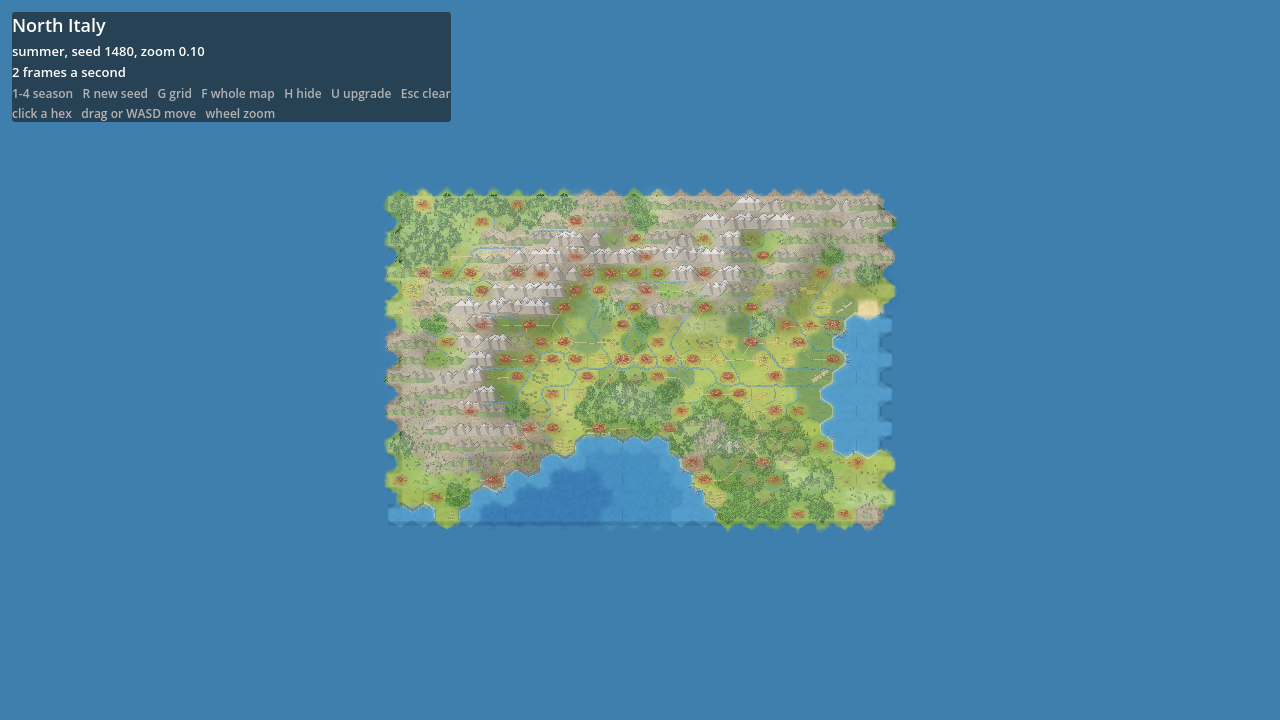 North Italy
summer, seed 1480, zoom 0.10
2 frames a second
1-4 season   R new seed   G grid   F whole map   H hide   U upgrade   Esc clear
click a hex   drag or WASD move   wheel zoom